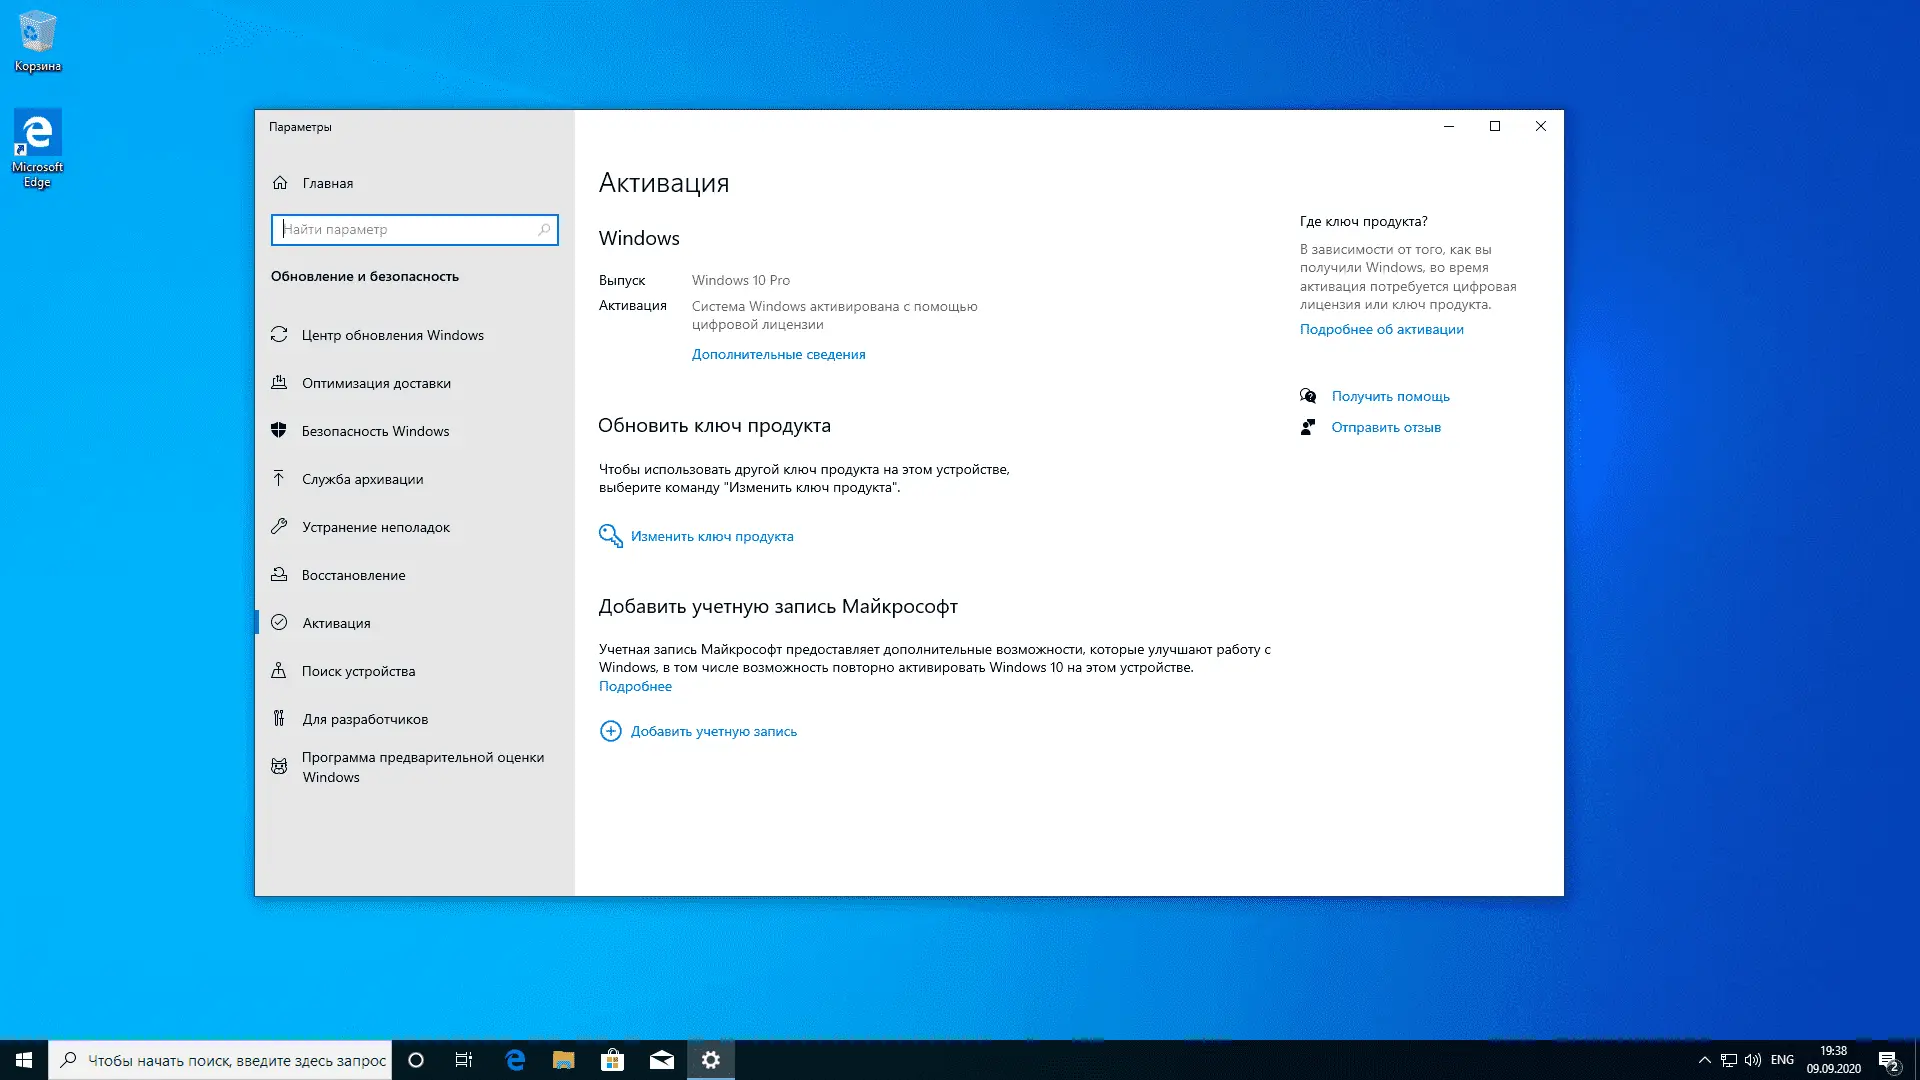 Корзина
Microsoft
Edge
Параметры
Главная
Найти параметр
Обновление и безопасность
Центр обновления Windows
Оптимизация доставки
Безопасность Windows
Служба архивации
Устранение неполадок
Восстановление
Активация
Поиск устройства
Для разработчиков
Программа предварительной оценки
Windows
Активация
Windows
Выпуск Windows 10 Pro
Активация Система Windows активирована с помощью
цифровой лицензии
Дополнительные сведения
Обновить ключ продукта
Чтобы использовать другой ключ продукта на этом устройстве,
выберите команду "Изменить ключ продукта".
Изменить ключ продукта
Добавить учетную запись Майкрософт
Учетная запись Майкрософт предоставляет дополнительные возможности, которые улучшают работу с
Windows, в том числе возможность повторно активировать Windows 10 на этом устройстве.
Подробнее
Добавить учетную запись
Где ключ продукта?
В зависимости от того, как вы
получили Windows, во время
активация потребуется цифровая
лицензия или ключ продукта.
Подробнее об активации
Получить помощь
Отправить отзыв
Чтобы начать поиск, введите здесь запрос
ENG
19:38
09.09.2020
2